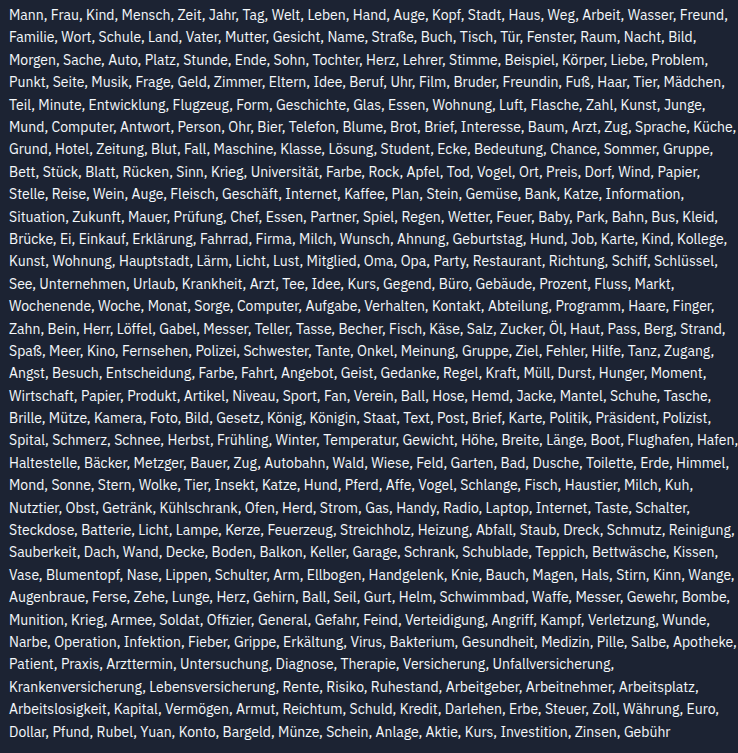 Mann, Frau, Kind, Mensch, Zeit, Jahr, Tag, Welt, Leben, Hand, Auge, Kopf, Stadt, Haus, Weg, Arbeit, Wasser, Freund,
Familie, Wort, Schule, Land, Vater, Mutter, Gesicht, Name, Straße, Buch, Tisch, Tür, Fenster, Raum, Nacht, Bild,
Morgen, Sache, Auto, Platz, Stunde, Ende, Sohn, Tochter, Herz, Lehrer, Stimme, Beispiel, Körper, Liebe, Problem,
Punkt, Seite, Musik, Frage, Geld, Zimmer, Eltern, Idee, Beruf, Uhr, Film, Bruder, Freundin, Fuß, Haar, Tier, Mädchen,
Teil, Minute, Entwicklung, Flugzeug, Form, Geschichte, Glas, Essen, Wohnung, Luft, Flasche, Zahl, Kunst, Junge,
Mund, Computer, Antwort, Person, Ohr, Bier, Telefon, Blume, Brot, Brief, Interesse, Baum, Arzt, Zug, Sprache, Küche,
Grund, Hotel, Zeitung, Blut, Fall, Maschine, Klasse, Lösung, Student, Ecke, Bedeutung, Chance, Sommer, Gruppe,
Bett, Stück, Blatt, Rücken, Sinn, Krieg, Universität, Farbe, Rock, Apfel, Tod, Vogel, Ort, Preis, Dorf, Wind, Papier,
Stelle, Reise, Wein, Auge, Fleisch, Geschäft, Internet, Kaffee, Plan, Stein, Gemüse, Bank, Katze, Information,
Situation, Zukunft, Mauer, Prüfung, Chef, Essen, Partner, Spiel, Regen, Wetter, Feuer, Baby, Park, Bahn, Bus, Kleid,
Brücke, Ei, Einkauf, Erklärung, Fahrrad, Firma, Milch, Wunsch, Ahnung, Geburtstag, Hund, Job, Karte, Kind, Kollege,
Kunst, Wohnung, Hauptstadt, Lärm, Licht, Lust, Mitglied, Oma, Opa, Party, Restaurant, Richtung, Schiff, Schlüssel,
See, Unternehmen, Urlaub, Krankheit, Arzt, Tee, Idee, Kurs, Gegend, Büro, Gebäude, Prozent, Fluss, Markt,
Wochenende, Woche, Monat, Sorge, Computer, Aufgabe, Verhalten, Kontakt, Abteilung, Programm, Haare, Finger,
Zahn, Bein, Herr, Löffel, Gabel, Messer, Teller, Tasse, Becher, Fisch, Käse, Salz, Zucker, Öl, Haut, Pass, Berg, Strand,
Spaß, Meer, Kino, Fernsehen, Polizei, Schwester, Tante, Onkel, Meinung, Gruppe, Ziel, Fehler, Hilfe, Tanz, Zugang,
Angst, Besuch, Entscheidung, Farbe, Fahrt, Angebot, Geist, Gedanke, Regel, Kraft, Müll, Durst, Hunger, Moment,
Wirtschaft, Papier, Produkt, Artikel, Niveau, Sport, Fan, Verein, Ball, Hose, Hemd, Jacke, Mantel, Schuhe, Tasche,
Brille, Mütze, Kamera, Foto, Bild, Gesetz, König, Königin, Staat, Text, Post, Brief, Karte, Politik, Präsident, Polizist,
Spital, Schmerz, Schnee, Herbst, Frühling, Winter, Temperatur, Gewicht, Höhe, Breite, Länge, Boot, Flughafen, Hafen,
Haltestelle, Bäcker, Metzger, Bauer, Zug, Autobahn, Wald, Wiese, Feld, Garten, Bad, Dusche, Toilette, Erde, Himmel,
Mond, Sonne, Stern, Wolke, Tier, Insekt, Katze, Hund, Pferd, Affe, Vogel, Schlange, Fisch, Haustier, Milch, Kuh,
Nutztier, Obst, Getränk, Kühlschrank, Ofen, Herd, Strom, Gas, Handy, Radio, Laptop, Internet, Taste, Schalter,
Steckdose, Batterie, Licht, Lampe, Kerze, Feuerzeug, Streichholz, Heizung, Abfall, Staub, Dreck, Schmutz, Reinigung,
Sauberkeit, Dach, Wand, Decke, Boden, Balkon, Keller, Garage, Schrank, Schublade, Teppich, Bettwäsche, Kissen,
Vase, Blumentopf, Nase, Lippen, Schulter, Arm, Ellbogen, Handgelenk, Knie, Bauch, Magen, Hals, Stirn, Kinn, Wange,
Augenbraue, Ferse, Zehe, Lunge, Herz, Gehirn, Ball, Seil, Gurt, Helm, Schwimmbad, Waffe, Messer, Gewehr, Bombe,
Munition, Krieg, Armee, Soldat, Offizier, General, Gefahr, Feind, Verteidigung, Angriff, Kampf, Verletzung, Wunde,
Narbe, Operation, Infektion, Fieber, Grippe, Erkältung, Virus, Bakterium, Gesundheit, Medizin, Pille, Salbe, Apotheke,
Patient, Praxis, Arzttermin, Untersuchung, Diagnose, Therapie, Versicherung, Unfallversicherung,
Krankenversicherung, Lebensversicherung, Rente, Risiko, Ruhestand, Arbeitgeber, Arbeitnehmer, Arbeitsplatz,
Arbeitslosigkeit, Kapital, Vermögen, Armut, Reichtum, Schuld, Kredit, Darlehen, Erbe, Steuer, Zoll, Währung, Euro,
Dollar, Pfund, Rubel, Yuan, Konto, Bargeld, Münze, Schein, Anlage, Aktie, Kurs, Investition, Zinsen, Gebühr